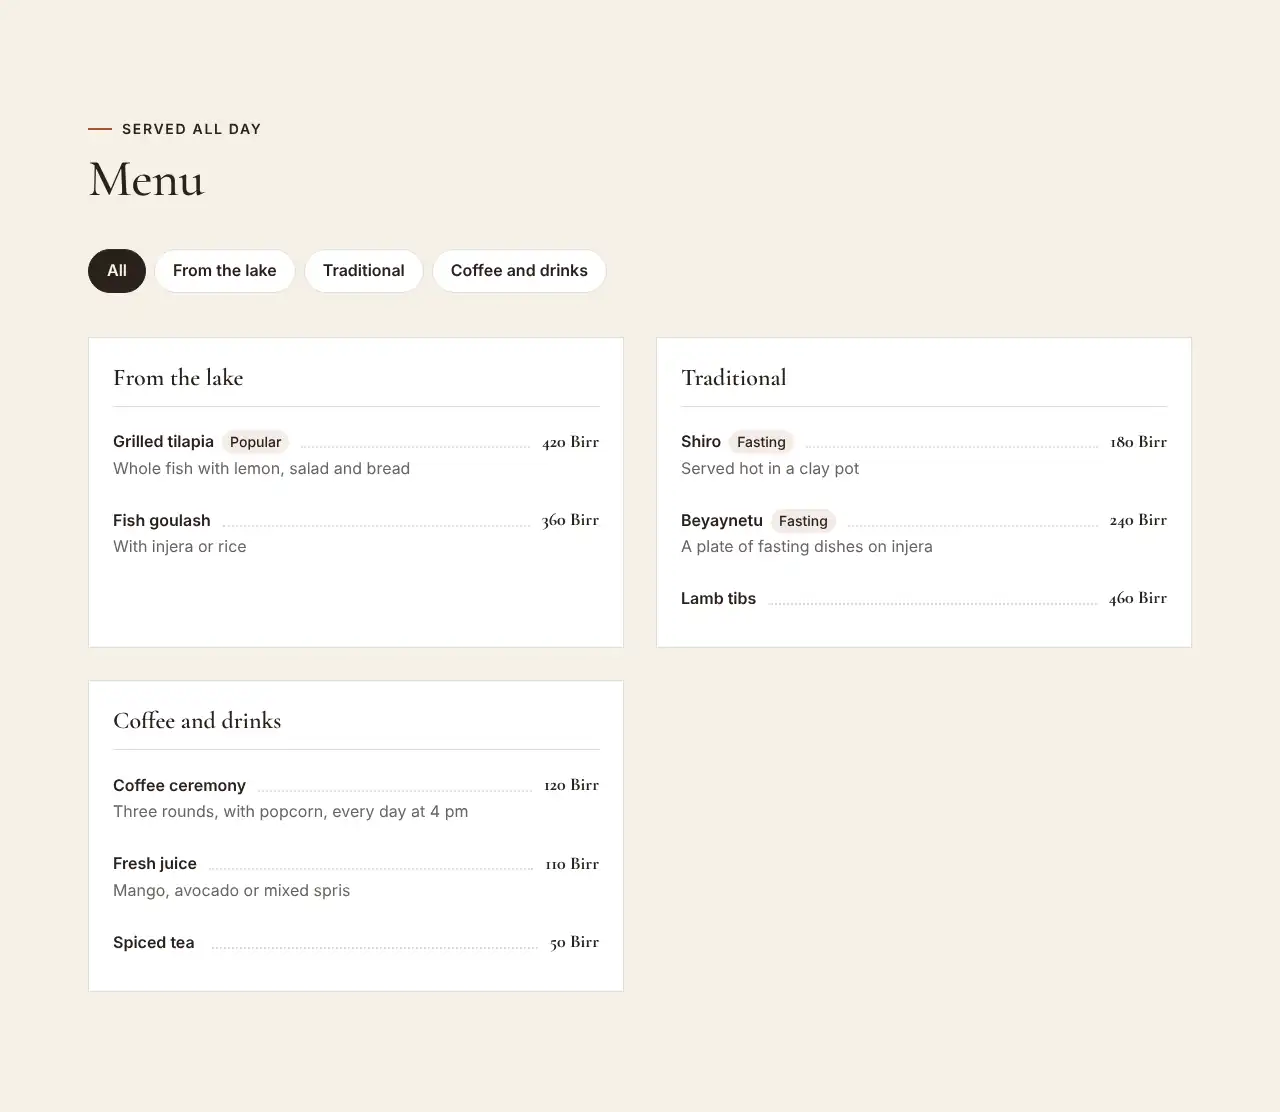 SERVED ALL DAY
Menu
All
From the lake
Traditional
Coffee and drinks
From the lake
Grilled tilapia Popular 420 Birr
Whole fish with lemon, salad and bread
Fish goulash 360 Birr
With injera or rice
Traditional
Shiro Fasting 180 Birr
Served hot in a clay pot
Beyaynetu Fasting 240 Birr
A plate of fasting dishes on injera
Lamb tibs 460 Birr
Coffee and drinks
Coffee ceremony 120 Birr
Three rounds, with popcorn, every day at 4 pm
Fresh juice 110 Birr
Mango, avocado or mixed spris
Spiced tea 50 Birr